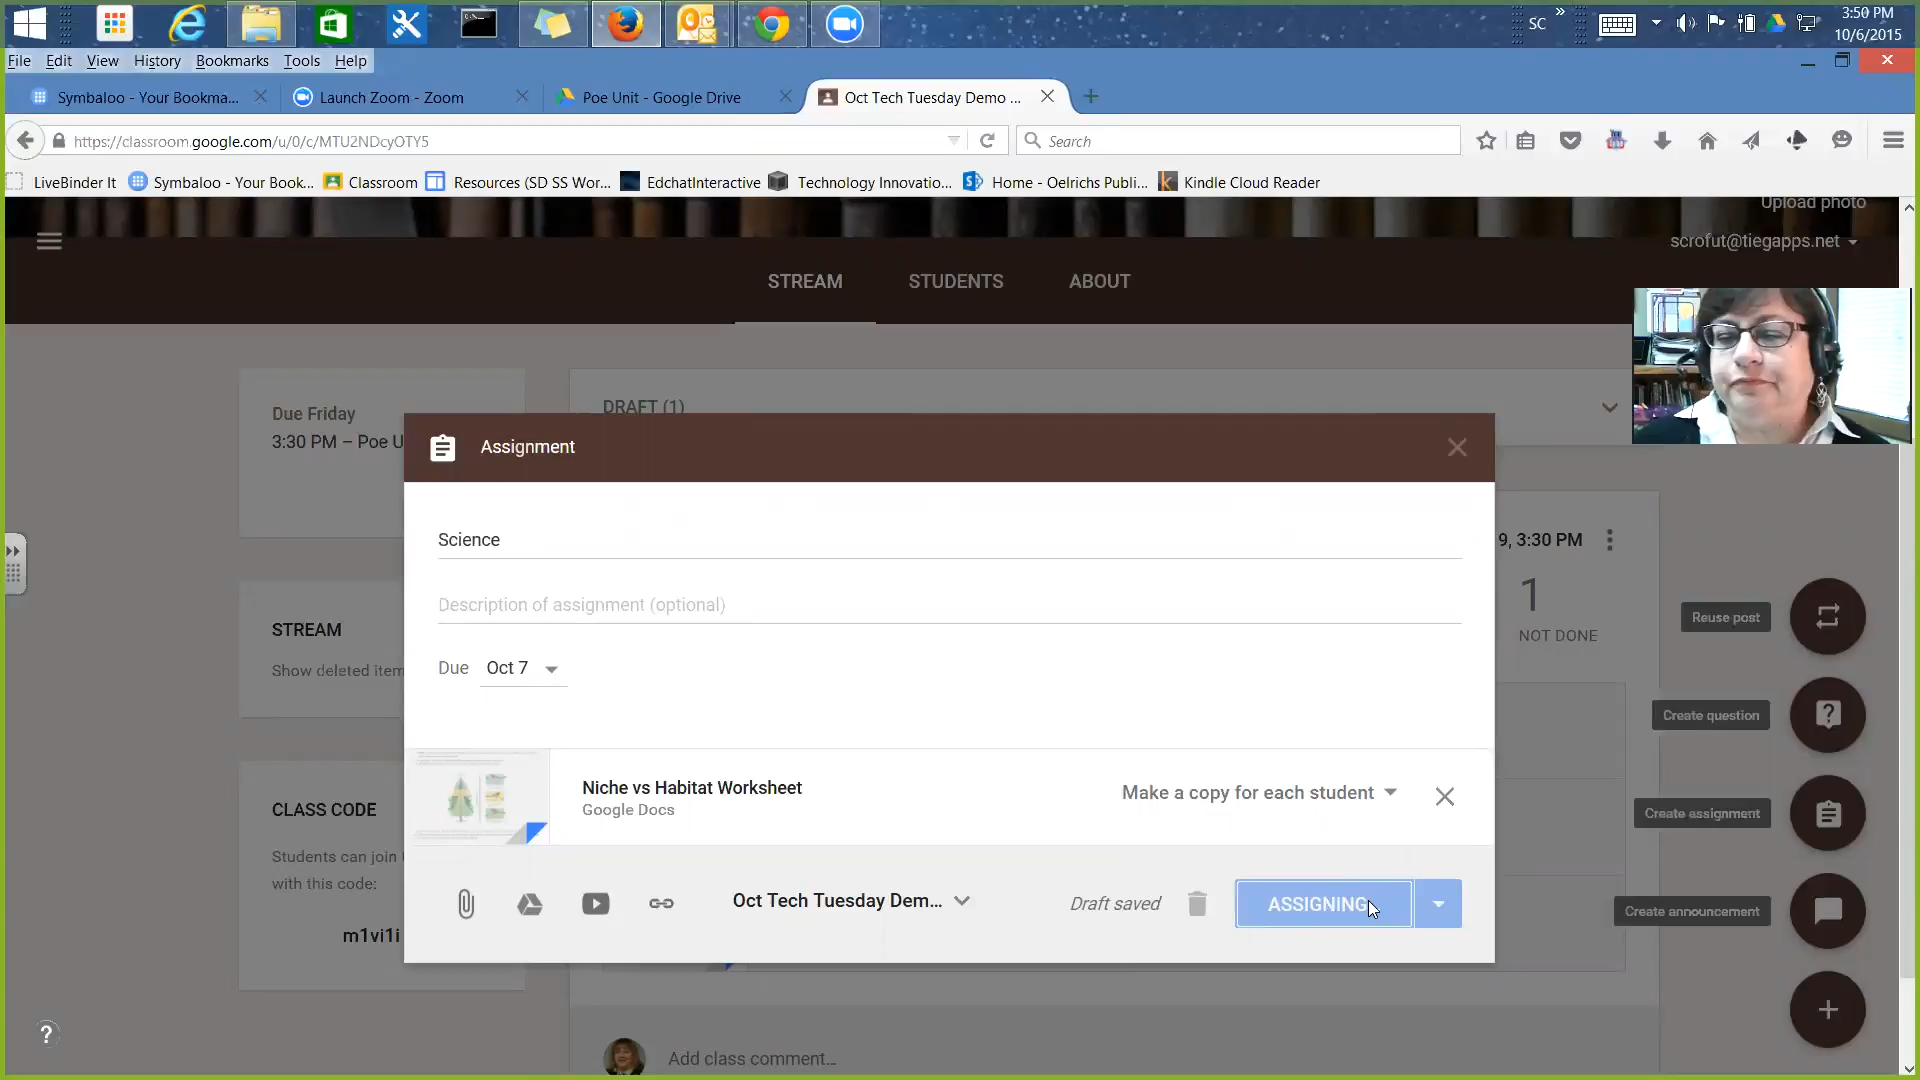 SC
»
3:50 PM
10/6/2015
File Edit View History Bookmarks Tools Help
Symbaloo - Your Bookma...
Launch Zoom - Zoom
Poe Unit - Google Drive
Oct Tech Tuesday Demo ...
https://classroom.google.com/u/0/c/MTU2NDcyOTY5
Search
LiveBinder It
Symbaloo - Your Book...
Classroom
Resources (SD SS Wor...
EdchatInteractive
Technology Innovatio...
Home - Oelrichs Publi...
Kindle Cloud Reader
Upload photo
scrofut@tiegapps.net
STREAM
STUDENTS
ABOUT
Due Friday
3:30 PM – Poe U
DRAFT (1)
Assignment
Science
9, 3:30 PM
Description of assignment (optional)
1
NOT DONE
Reuse post
STREAM
Show deleted item
Due Oct 7
Create question
Niche vs Habitat Worksheet
Google Docs
Make a copy for each student
CLASS CODE
Create assignment
Students can join
with this code:
m1vi1i
Oct Tech Tuesday Dem...
Draft saved
ASSIGNING
Create announcement
Add class comment...